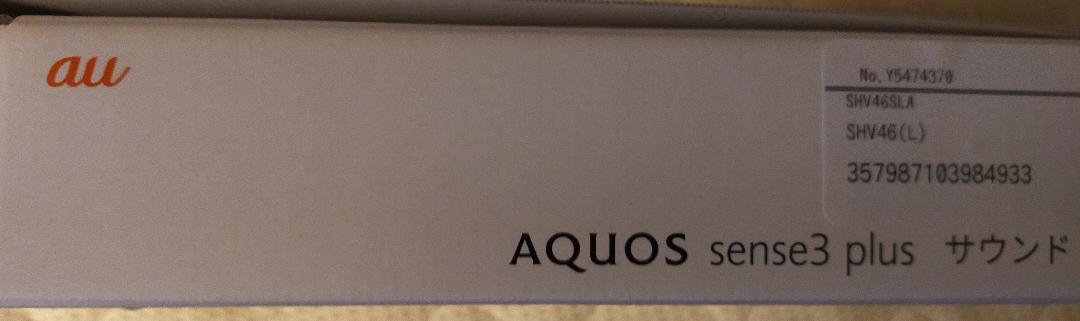 au
No. Y5474370
SHV46SLA
SHV46(L)
357987103984933
AQUOS sense3 plus サウンド